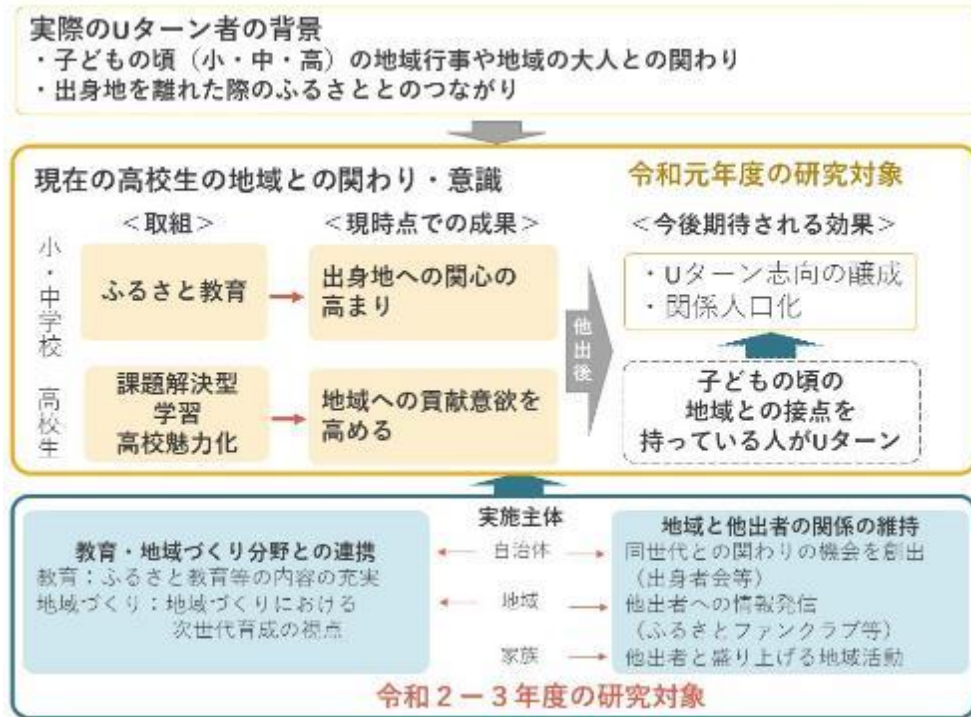 実際のUターン者の背景
・子どもの頃（小・中・高）の地域行事や地域の大人との関わり
・出身地を離れた際のふるさととのつながり
現在の高校生の地域との関わり・意識
令和元年度の研究対象
＜取組＞
＜現時点での成果＞
＜今後期待される効果＞
小・中学校
ふるさと教育
出身地への関心の
高まり
他出後
・Uターン志向の醸成
・関係人口化
高校生
課題解決型
学習
高校魅力化
地域への貢献意欲を
高める
子どもの頃の
地域との接点を
持っている人がUターン
実施主体
教育・地域づくり分野との連携
教育：ふるさと教育等の内容の充実
地域づくり：地域づくりにおける
次世代育成の視点
自治体
地域
家族
地域と他出者の関係の維持
同世代との関わりの機会を創出
（出身者会等）
他出者への情報発信
（ふるさとファンクラブ等）
他出者と盛り上げる地域活動
令和２－３年度の研究対象